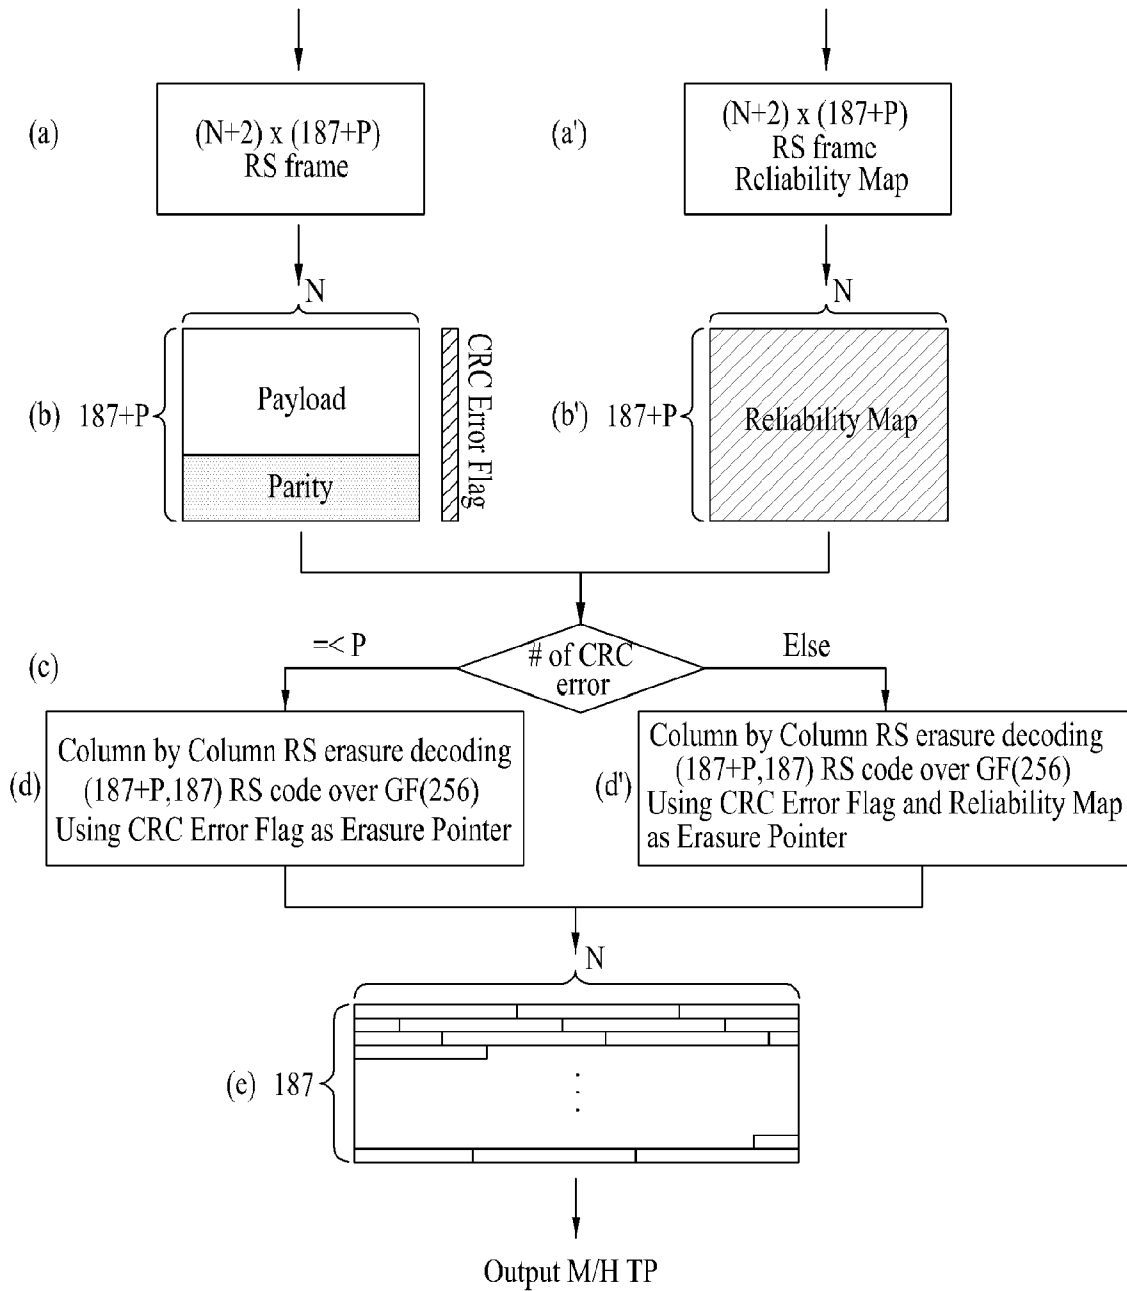 (a)
(N+2) x (187+P)
RS frame
(a')
(N+2) x (187+P)
RS frame
Reliability Map
N
N
(b)
187+P
Payload
Parity
CRC Error Flag
(b')
187+P
Reliability Map
(c)
=< P
# of CRC
error
Else
(d)
Column by Column RS erasure decoding
(187+P,187) RS code over GF(256)
Using CRC Error Flag as Erasure Pointer
(d')
Column by Column RS erasure decoding
(187+P,187) RS code over GF(256)
Using CRC Error Flag and Reliability Map
as Erasure Pointer
N
(e)
187
Output M/H TP